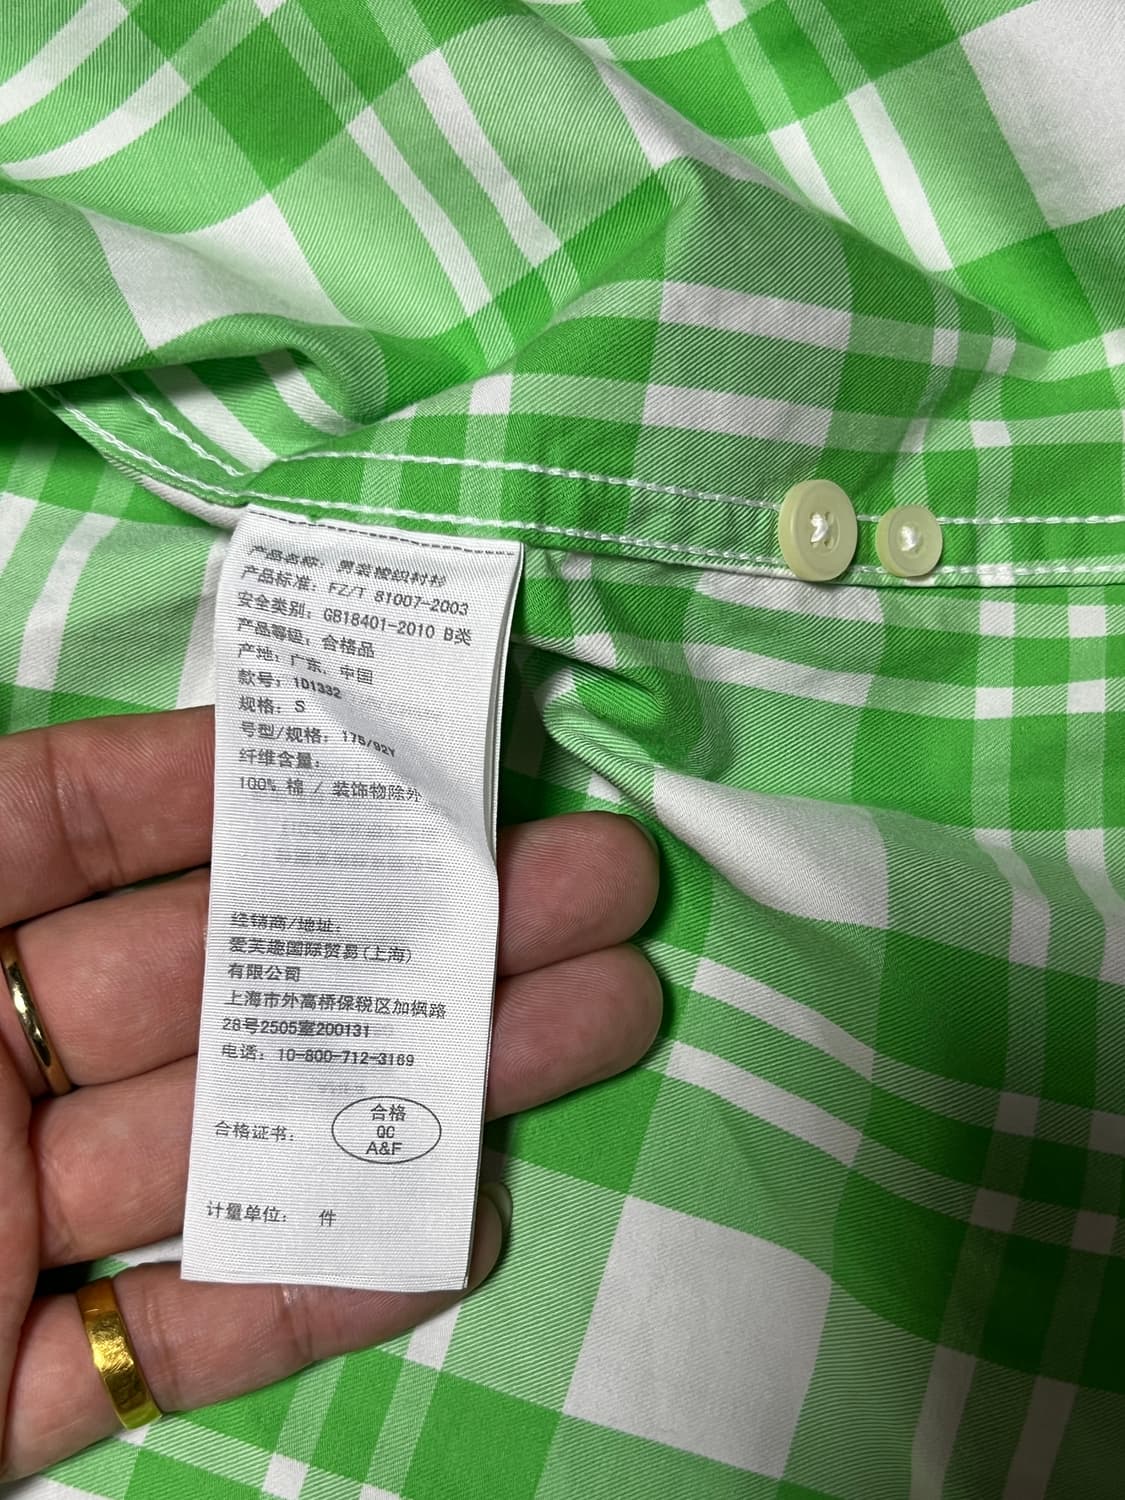 产品名称: 男装梭织衬衫
产品标准: FZ/T 81007-2003
安全类别: GB18401-2010 B类
产品等级: 合格品
产地: 广东, 中国
款号: 101332
规格: S
号型/规格: 175/92Y
纤维含量:
100% 棉 / 装饰物除外
经销商/地址:
爱芙趣国际贸易(上海)
有限公司
上海市外高桥保税区加枫路
28号2505室200131
电话: 10-800-712-3169
合格证书:
合格
QC
A&F
计量单位: 件